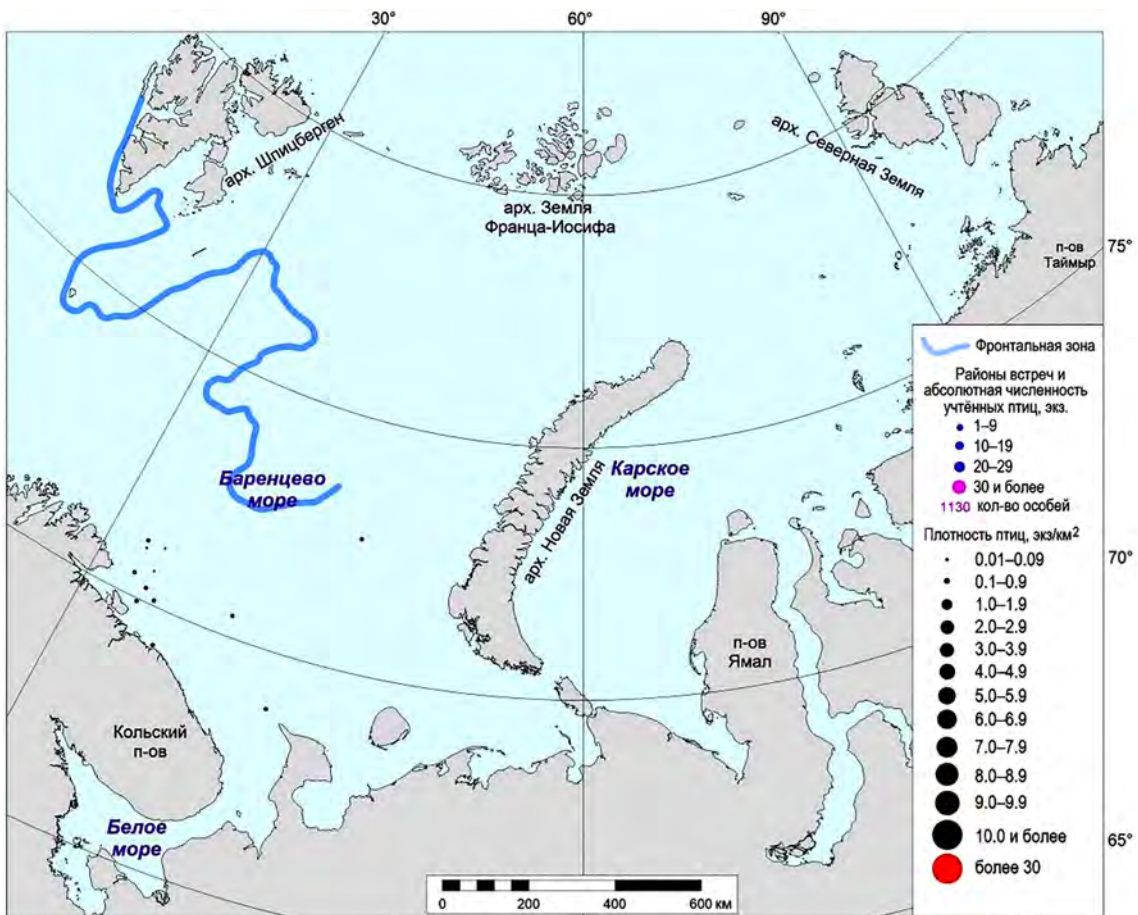 30°
60°
90°
арх. Шпицберген
арх. Земля
Франца-Иосифа
арх. Северная Земля
п-ов
Таймыр
75°
Баренцево
море
Карское
море
арх. Новая Земля
70°
п-ов
Ямал
Кольский
п-ов
Белое
море
65°
0 200 400 600 км
Фронтальная зона
Районы встреч и
абсолютная численность
учтённых птиц, экз.
1–9
10–19
20–29
30 и более
1130 кол-во особей
Плотность птиц, экз/км²
0.01–0.09
0.1–0.9
1.0–1.9
2.0–2.9
3.0–3.9
4.0–4.9
5.0–5.9
6.0–6.9
7.0–7.9
8.0–8.9
9.0–9.9
10.0 и более
более 30